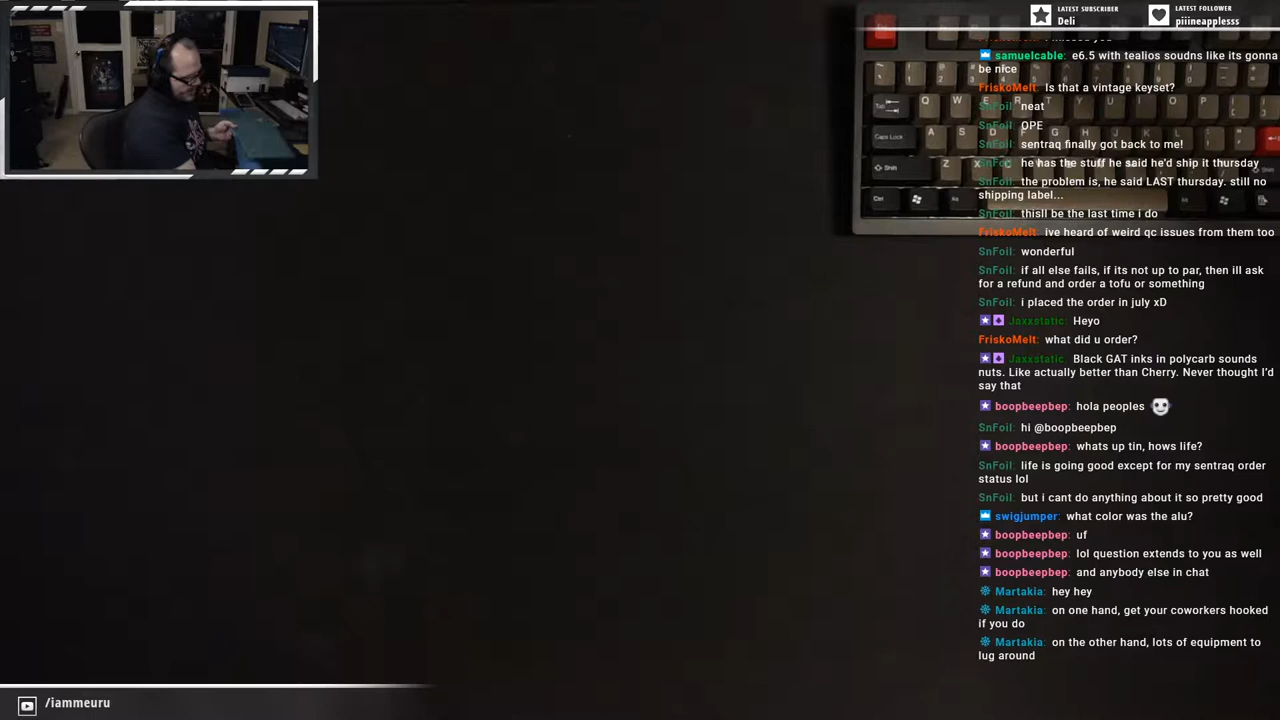 LATEST SUBSCRIBER
Deli
LATEST FOLLOWER
piiineapplesss
samuelcable: e6.5 with tealios soudns like its gonna
be nice
FriskoMelt: Is that a vintage keyset?
SnFoil: neat
SnFoil: OPE
SnFoil: sentraq finally got back to me!
SnFoil: he has the stuff he said he'd ship it thursday
SnFoil: the problem is, he said LAST thursday. still no
shipping label...
SnFoil: thisll be the last time i do
FriskoMelt: ive heard of weird qc issues from them too
SnFoil: wonderful
SnFoil: if all else fails, if its not up to par, then ill ask
for a refund and order a tofu or something
SnFoil: i placed the order in july xD
Jaxxstatic: Heyo
FriskoMelt: what did u order?
Jaxxstatic: Black GAT inks in polycarb sounds
nuts. Like actually better than Cherry. Never thought I'd
say that
boopbeepbep: hola peoples
SnFoil: hi @boopbeepbep
boopbeepbep: whats up tin, hows life?
SnFoil: life is going good except for my sentraq order
status lol
SnFoil: but i cant do anything about it so pretty good
swigjumper: what color was the alu?
boopbeepbep: uf
boopbeepbep: lol question extends to you as well
boopbeepbep: and anybody else in chat
Martakia: hey hey
Martakia: on one hand, get your coworkers hooked
if you do
Martakia: on the other hand, lots of equipment to
lug around
Tab Q W E R T Y U I O P
Caps Lock A S D
Shift Z X C
Ctrl Alt
/iammeuru